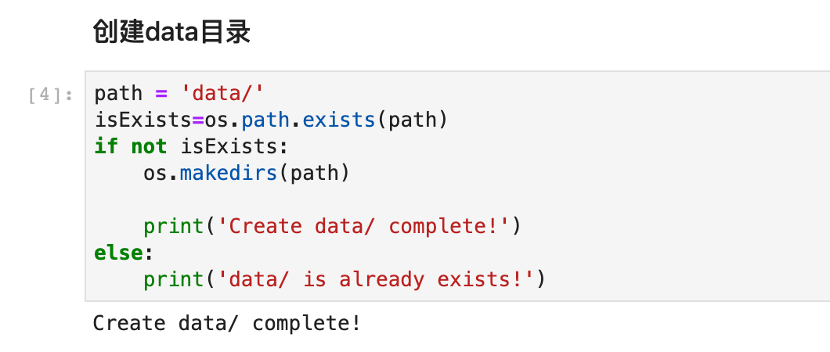 创建data目录
[4]:
path = 'data/'
isExists=os.path.exists(path)
if not isExists:
    os.makedirs(path)

    print('Create data/ complete!')
else:
    print('data/ is already exists!')
Create data/ complete!